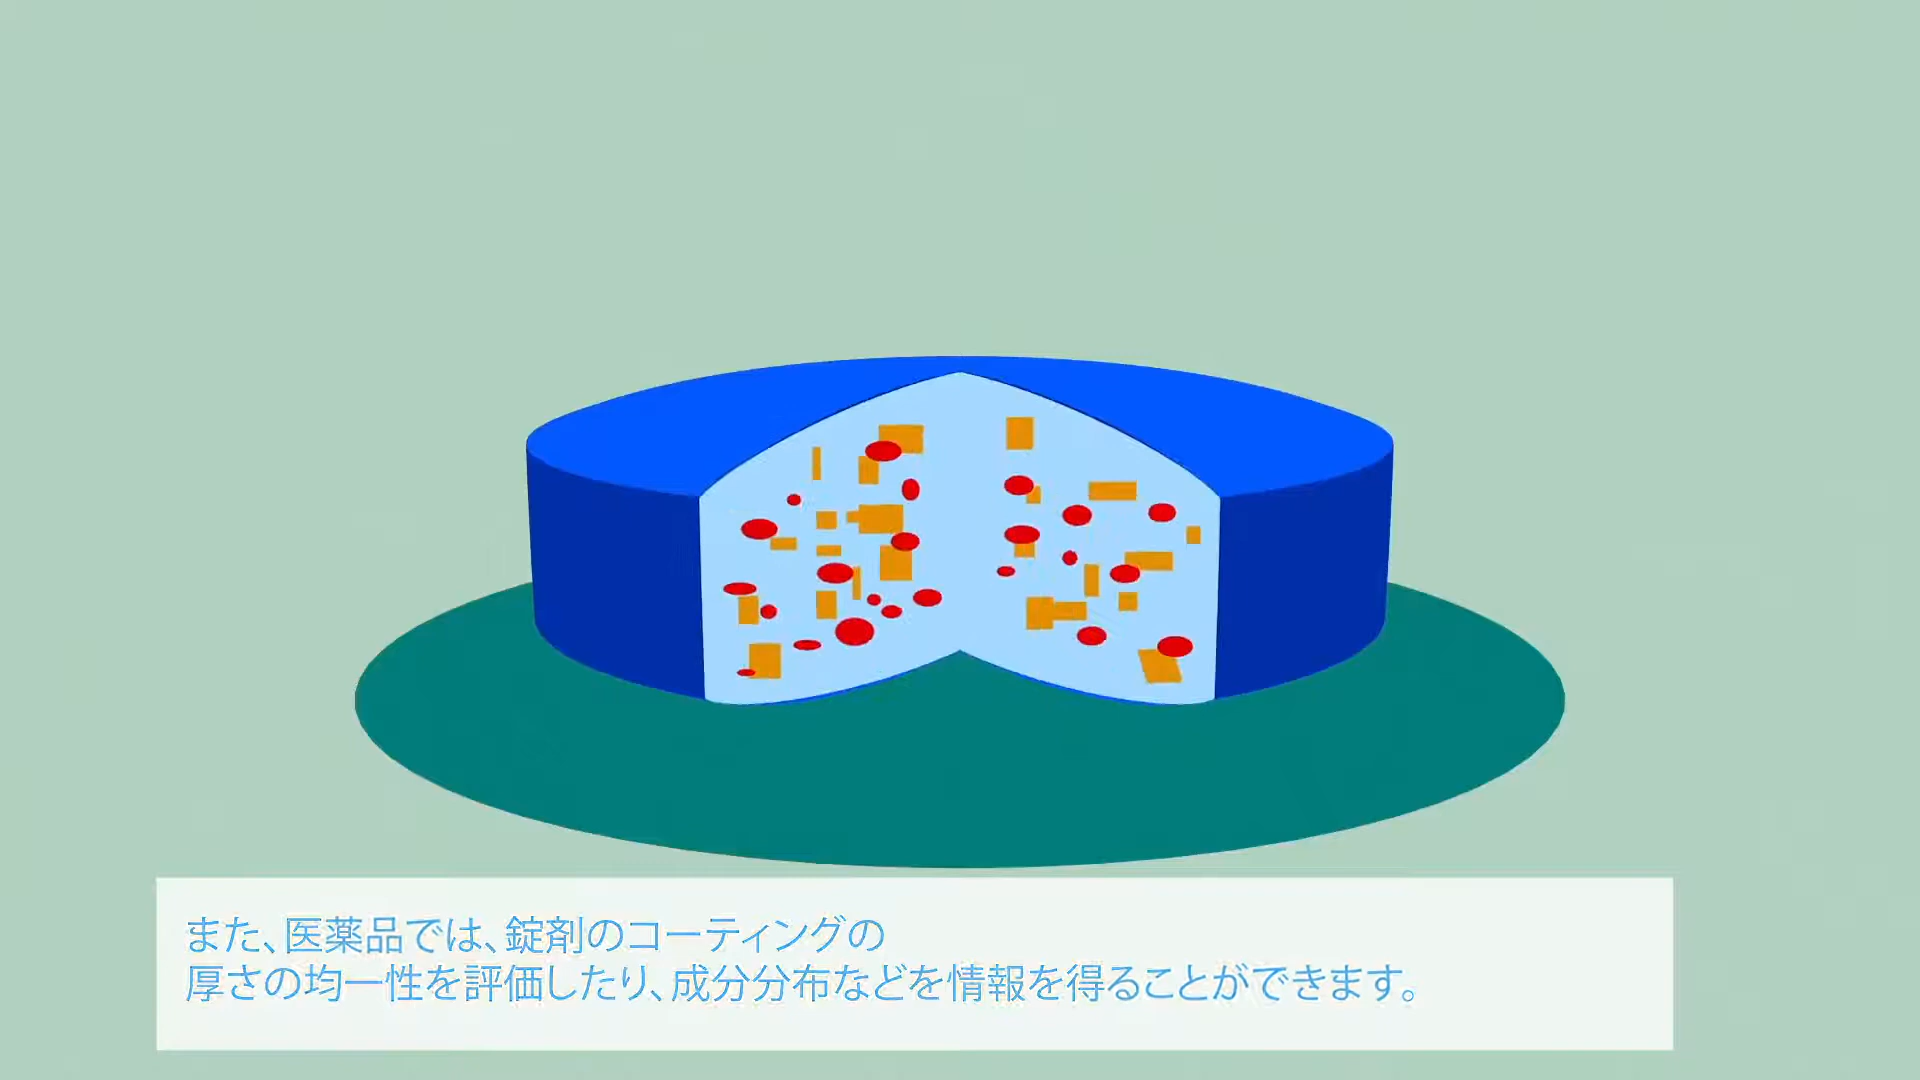 また、医薬品では、錠剤のコーティングの
厚さの均一性を評価したり、成分分布などを情報を得ることができます。